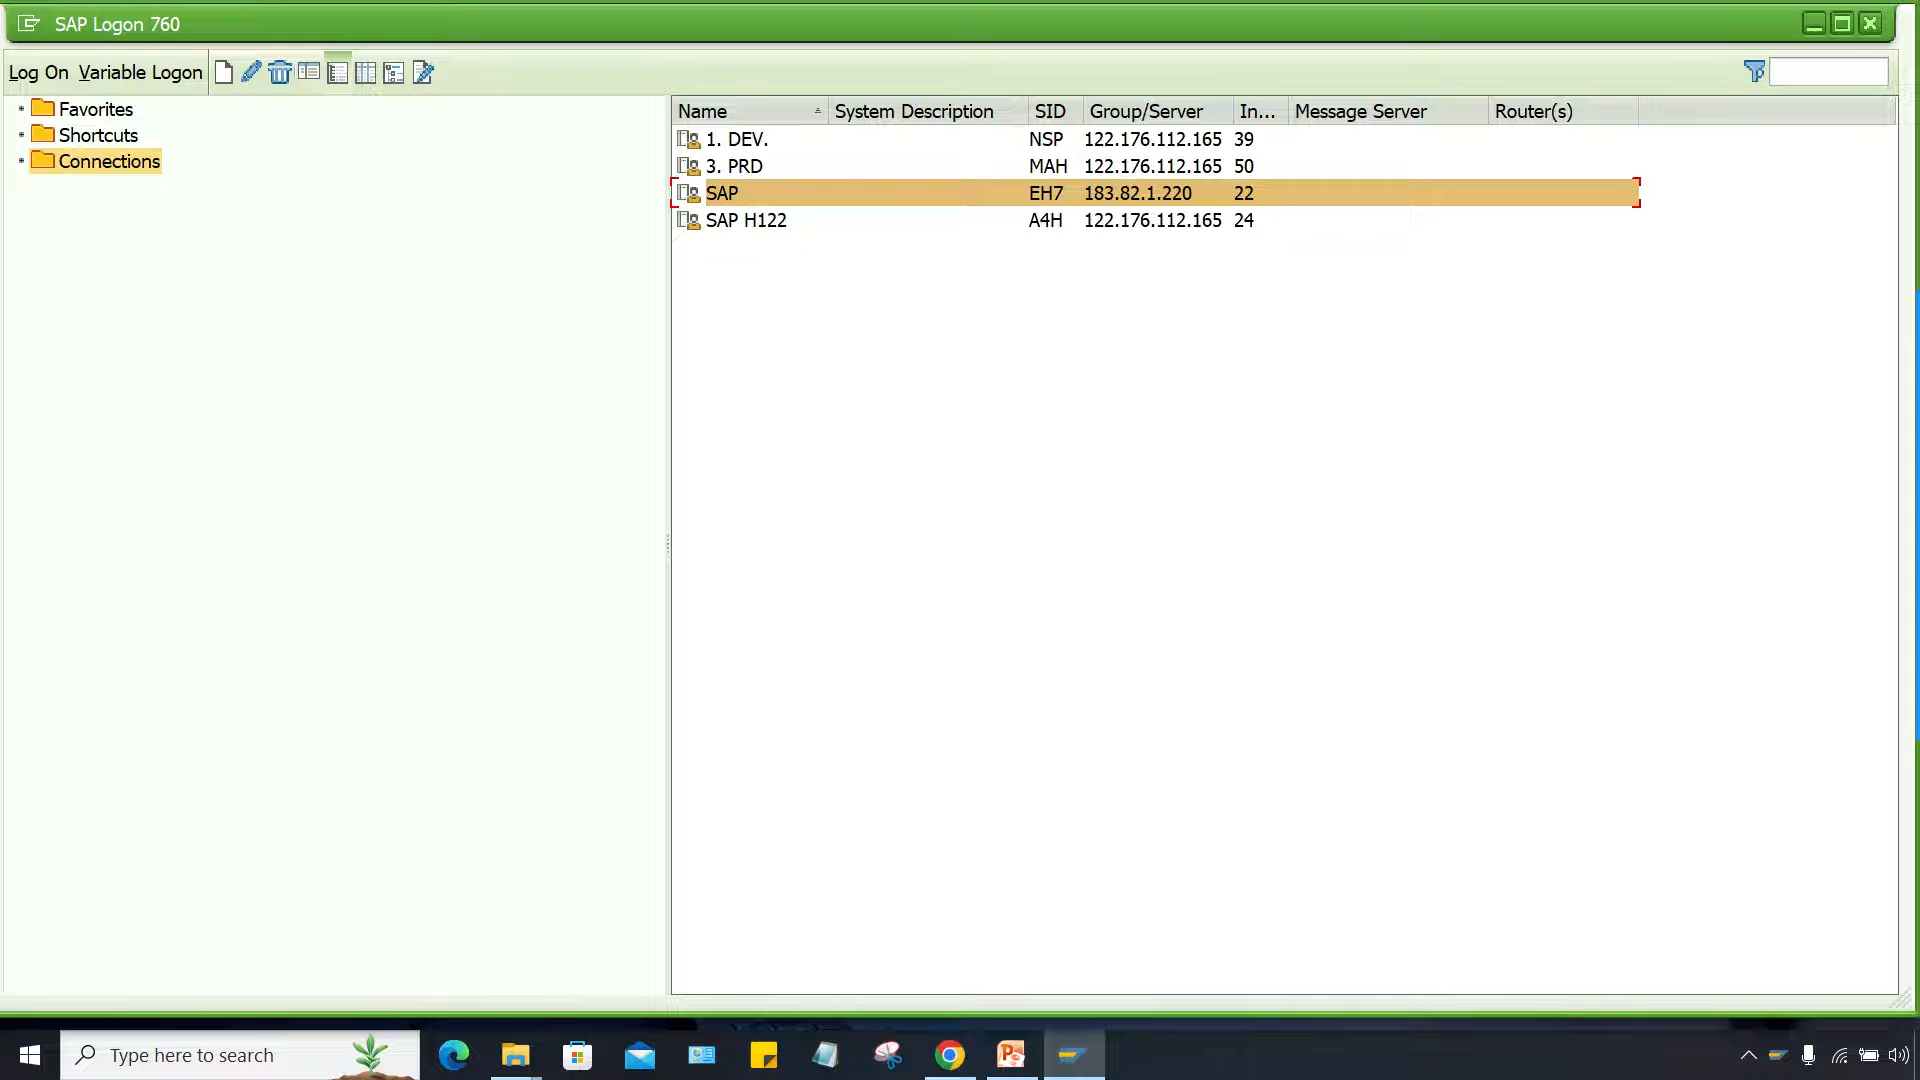 SAP Logon 760
Log On Variable Logon
Favorites
Shortcuts
Connections
Name System Description SID Group/Server In... Message Server Router(s)
1. DEV. NSP 122.176.112.165 39
3. PRD MAH 122.176.112.165 50
SAP EH7 183.82.1.220 22
SAP H122 A4H 122.176.112.165 24
Type here to search